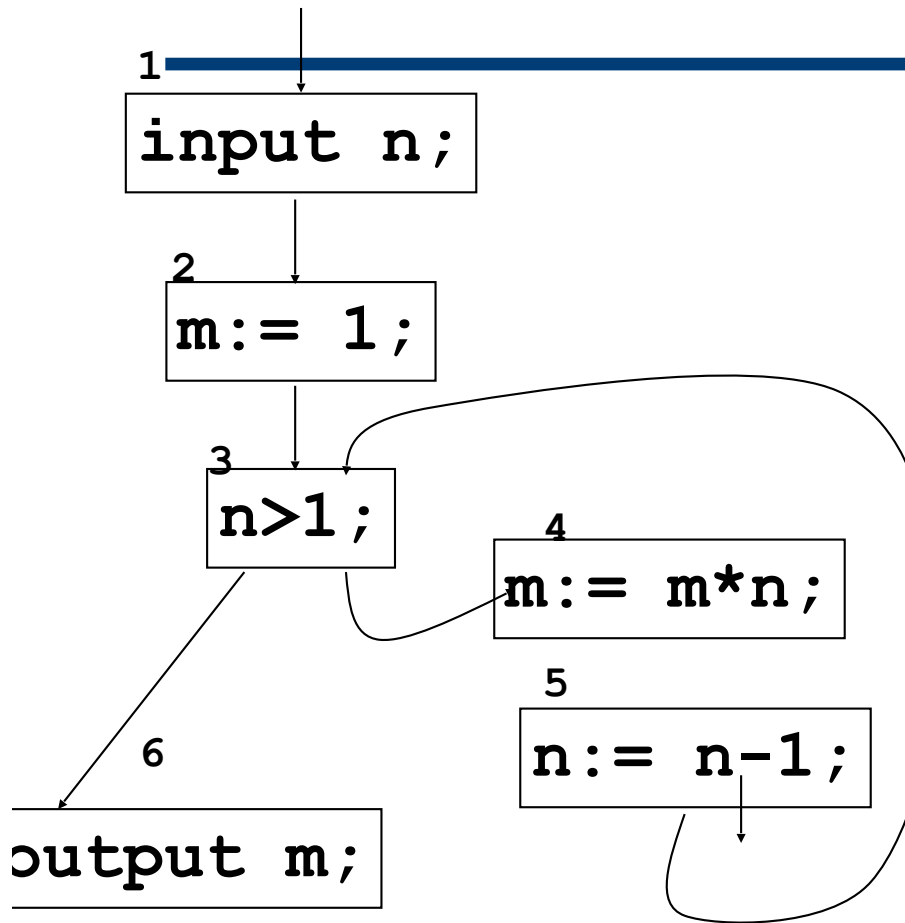 1
input n;
2
m:= 1;
3
n>1;
4
m:= m*n;
5
n:= n-1;
6
output m;